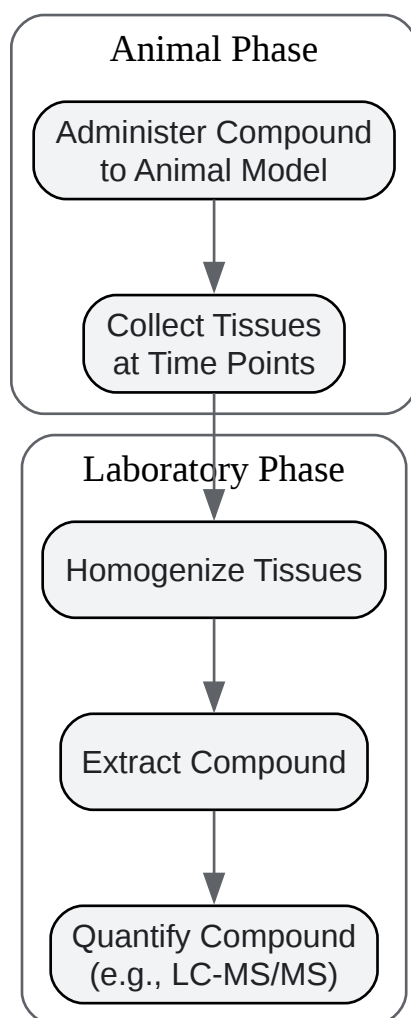 Animal Phase
Administer Compound
to Animal Model
Collect Tissues
at Time Points
Laboratory Phase
Homogenize Tissues
Extract Compound
Quantify Compound
(e.g., LC-MS/MS)